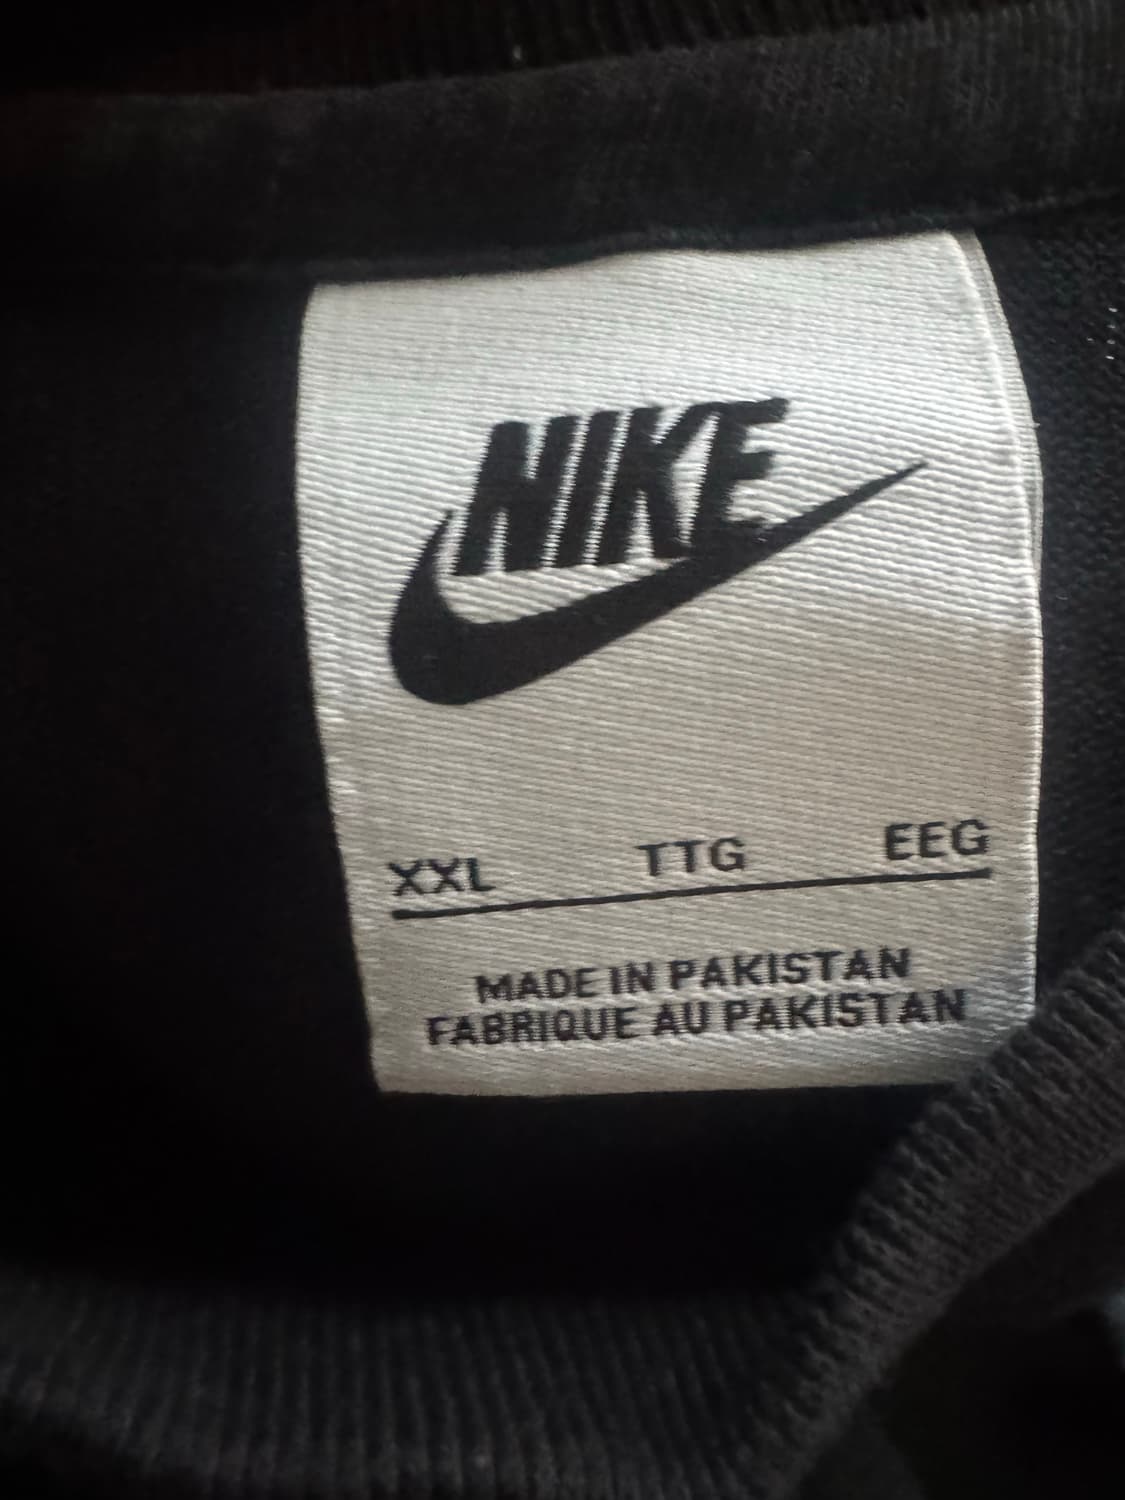 NIKE
XXL TTG EEG
MADE IN PAKISTAN
FABRIQUE AU PAKISTAN